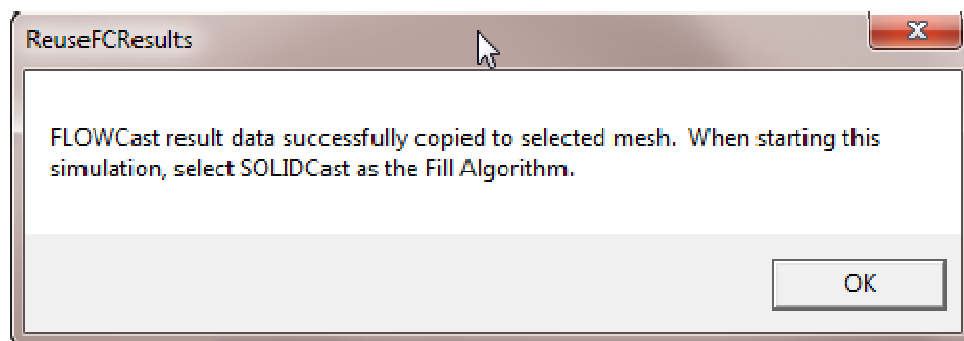 ReuseFCResults
FLOWCast result data successfully copied to selected mesh.  When starting this
simulation, select SOLIDCast as the Fill Algorithm.
OK